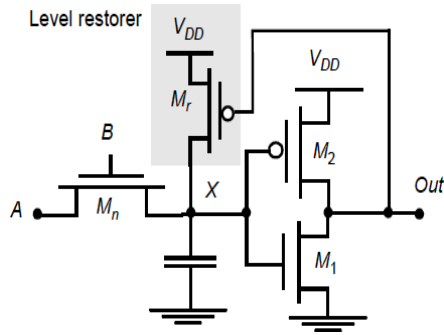 Level restorer
V_DD
M_r
V_DD
B
M_2
A
M_n
X
Out
M_1